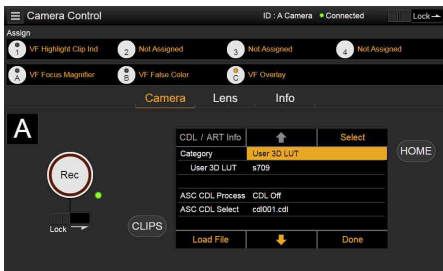 Camera Control
ID : A Camera
Connected
Lock
Assign
1 VF Highlight Clip Ind
2 Not Assigned
3 Not Assigned
4 Not Assigned
A VF Focus Magnifier
B VF False Color
C VF Overlay
Camera Lens Info
A
CDL / ART Info Select
Category User 3D LUT
HOME
User 3D LUT s709
Rec
ASC CDL Process CDL Off
ASC CDL Select cdl001.cdl
Lock
CLIPS
Load File Done